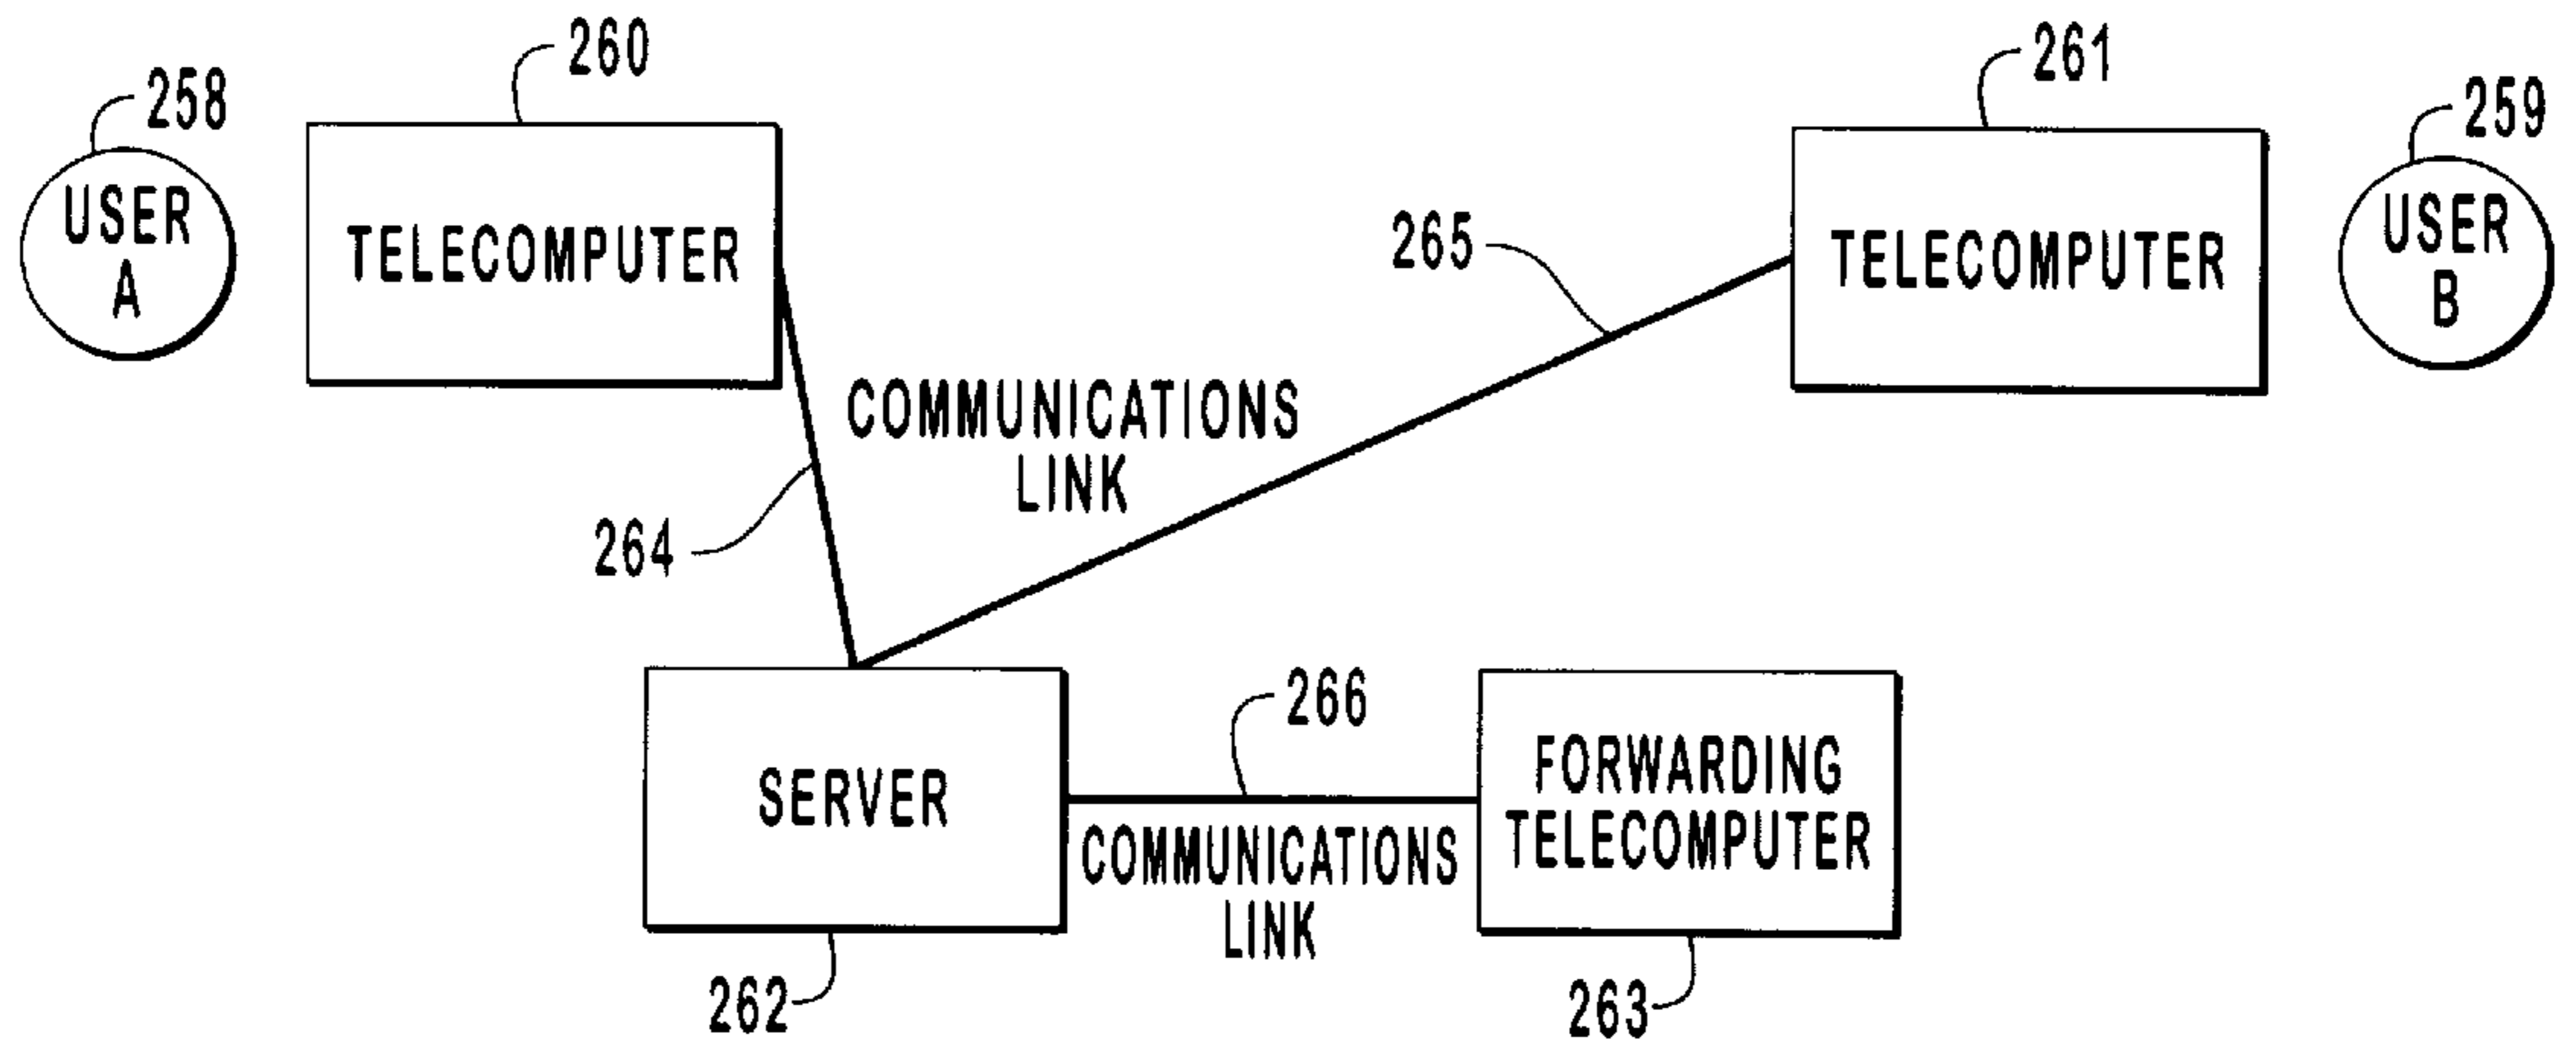 260
261
258
259
USER
A
TELECOMPUTER
265
TELECOMPUTER
USER
B
COMMUNICATIONS
LINK
264
266
SERVER
FORWARDING
TELECOMPUTER
COMMUNICATIONS
LINK
262
263